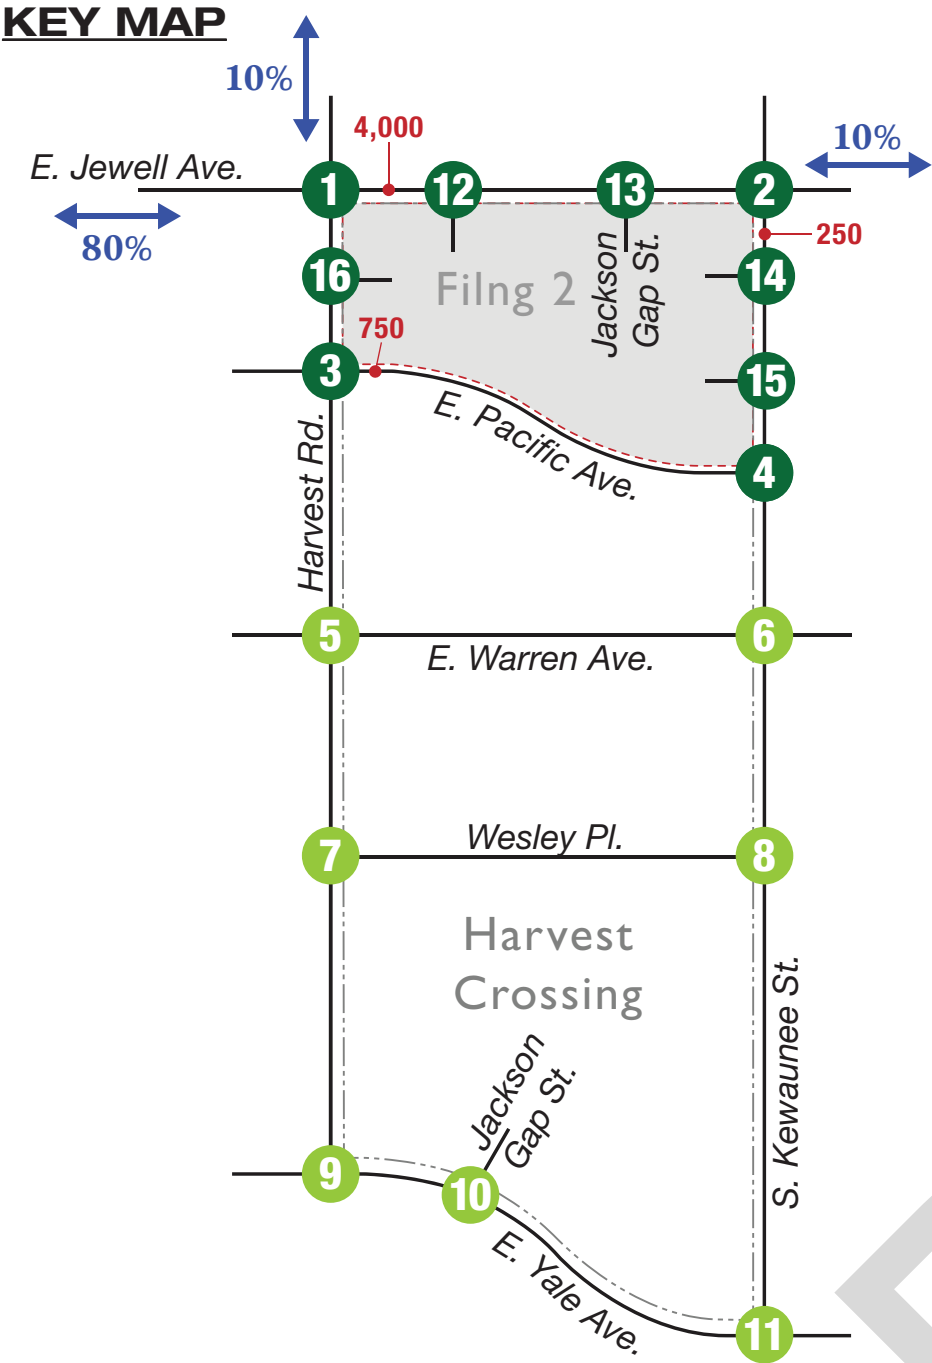 KEY MAP
10%
4,000
10%
E. Jewell Ave.
1
12
13
2
80%
250
16
Filng 2
Jackson
Gap St.
14
750
3
15
E. Pacific Ave.
4
Harvest Rd.
5
6
E. Warren Ave.
Wesley Pl.
7
8
Harvest
Crossing
S. Kewaunee St.
Jackson
Gap St.
9
10
E. Yale Ave.
11